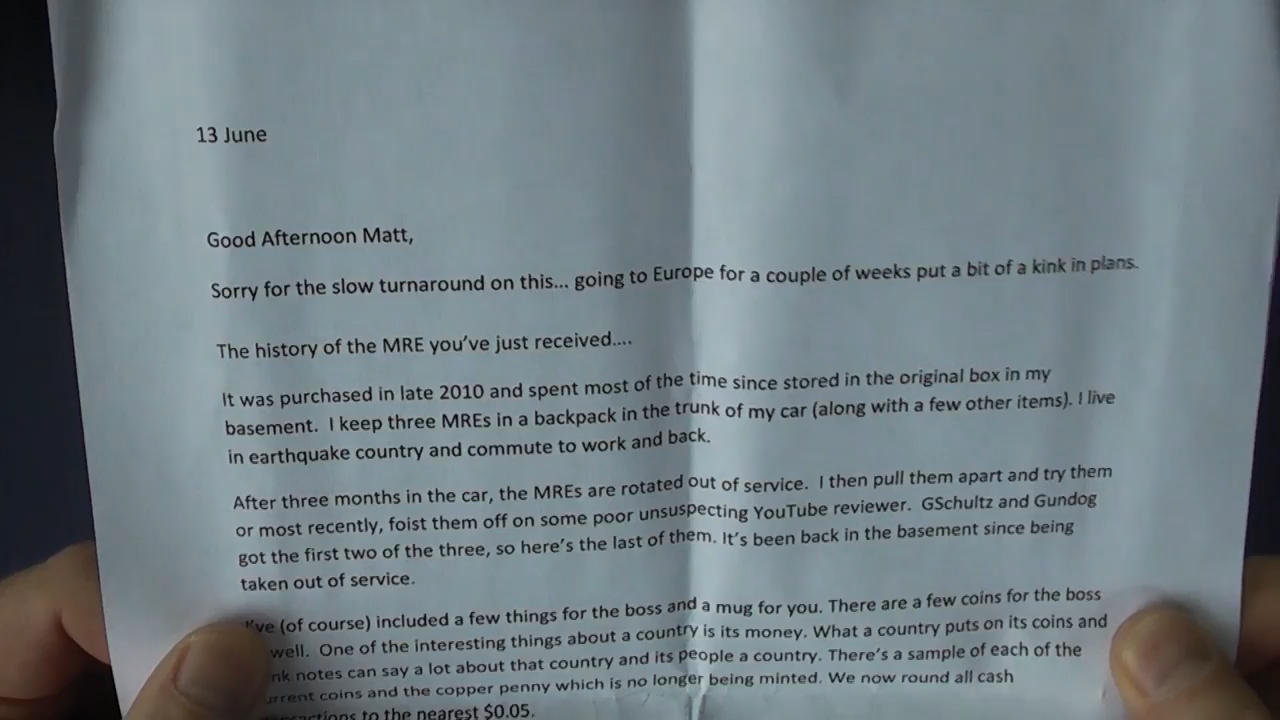 13 June
Good Afternoon Matt,
Sorry for the slow turnaround on this... going to Europe for a couple of weeks put a bit of a kink in plans.
The history of the MRE you've just received....
It was purchased in late 2010 and spent most of the time since stored in the original box in my
basement.  I keep three MREs in a backpack in the trunk of my car (along with a few other items). I live
in earthquake country and commute to work and back.
After three months in the car, the MREs are rotated out of service.  I then pull them apart and try them
or most recently, foist them off on some poor unsuspecting YouTube reviewer.  GSchultz and Gundog
got the first two of the three, so here's the last of them. It's been back in the basement since being
taken out of service.
I've (of course) included a few things for the boss and a mug for you. There are a few coins for the boss
well.  One of the interesting things about a country is its money. What a country puts on its coins and
notes can say a lot about that country and its people a country. There's a sample of each of the
coins and the copper penny which is no longer being minted. We now round all cash
to the nearest $0.05.